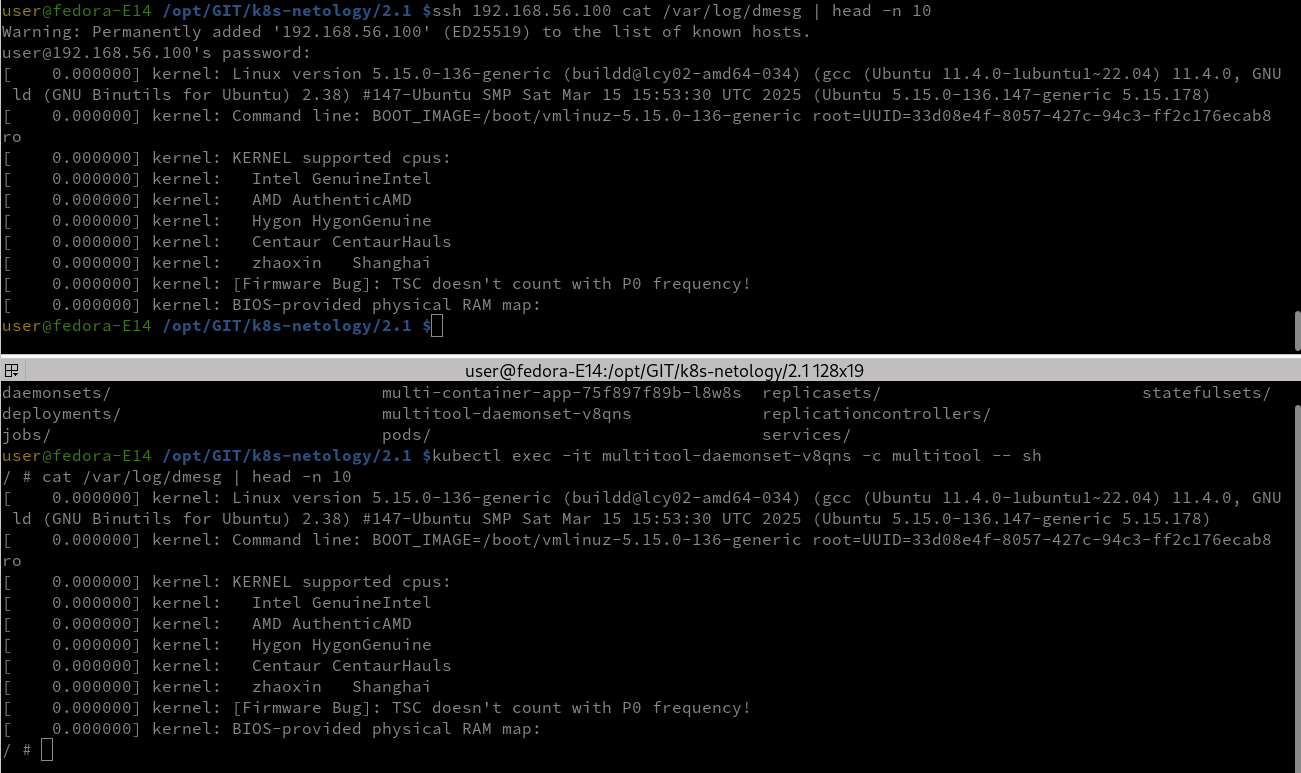 user@fedora-E14 /opt/GIT/k8s-netology/2.1 $ssh 192.168.56.100 cat /var/log/dmesg | head -n 10
Warning: Permanently added '192.168.56.100' (ED25519) to the list of known hosts.
user@192.168.56.100's password:
[    0.000000] kernel: Linux version 5.15.0-136-generic (buildd@lcy02-amd64-034) (gcc (Ubuntu 11.4.0-1ubuntu1~22.04) 11.4.0, GNU
 ld (GNU Binutils for Ubuntu) 2.38) #147-Ubuntu SMP Sat Mar 15 15:53:30 UTC 2025 (Ubuntu 5.15.0-136.147-generic 5.15.178)
[    0.000000] kernel: Command line: BOOT_IMAGE=/boot/vmlinuz-5.15.0-136-generic root=UUID=33d08e4f-8057-427c-94c3-ff2c176ecab8
ro
[    0.000000] kernel: KERNEL supported cpus:
[    0.000000] kernel:   Intel GenuineIntel
[    0.000000] kernel:   AMD AuthenticAMD
[    0.000000] kernel:   Hygon HygonGenuine
[    0.000000] kernel:   Centaur CentaurHauls
[    0.000000] kernel:   zhaoxin   Shanghai
[    0.000000] kernel: [Firmware Bug]: TSC doesn't count with P0 frequency!
[    0.000000] kernel: BIOS-provided physical RAM map:
user@fedora-E14 /opt/GIT/k8s-netology/2.1 $
user@fedora-E14:/opt/GIT/k8s-netology/2.1 128x19
daemonsets/                           multi-container-app-75f897f89b-l8w8s  replicasets/                          statefulsets/
deployments/                          multitool-daemonset-v8qns             replicationcontrollers/
jobs/                                 pods/                                 services/
user@fedora-E14 /opt/GIT/k8s-netology/2.1 $kubectl exec -it multitool-daemonset-v8qns -c multitool -- sh
/ # cat /var/log/dmesg | head -n 10
[    0.000000] kernel: Linux version 5.15.0-136-generic (buildd@lcy02-amd64-034) (gcc (Ubuntu 11.4.0-1ubuntu1~22.04) 11.4.0, GNU
 ld (GNU Binutils for Ubuntu) 2.38) #147-Ubuntu SMP Sat Mar 15 15:53:30 UTC 2025 (Ubuntu 5.15.0-136.147-generic 5.15.178)
[    0.000000] kernel: Command line: BOOT_IMAGE=/boot/vmlinuz-5.15.0-136-generic root=UUID=33d08e4f-8057-427c-94c3-ff2c176ecab8
ro
[    0.000000] kernel: KERNEL supported cpus:
[    0.000000] kernel:   Intel GenuineIntel
[    0.000000] kernel:   AMD AuthenticAMD
[    0.000000] kernel:   Hygon HygonGenuine
[    0.000000] kernel:   Centaur CentaurHauls
[    0.000000] kernel:   zhaoxin   Shanghai
[    0.000000] kernel: [Firmware Bug]: TSC doesn't count with P0 frequency!
[    0.000000] kernel: BIOS-provided physical RAM map:
/ #